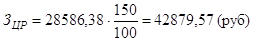 З_ЦР = 28586,38 · 150/100 = 42879,57 (руб)